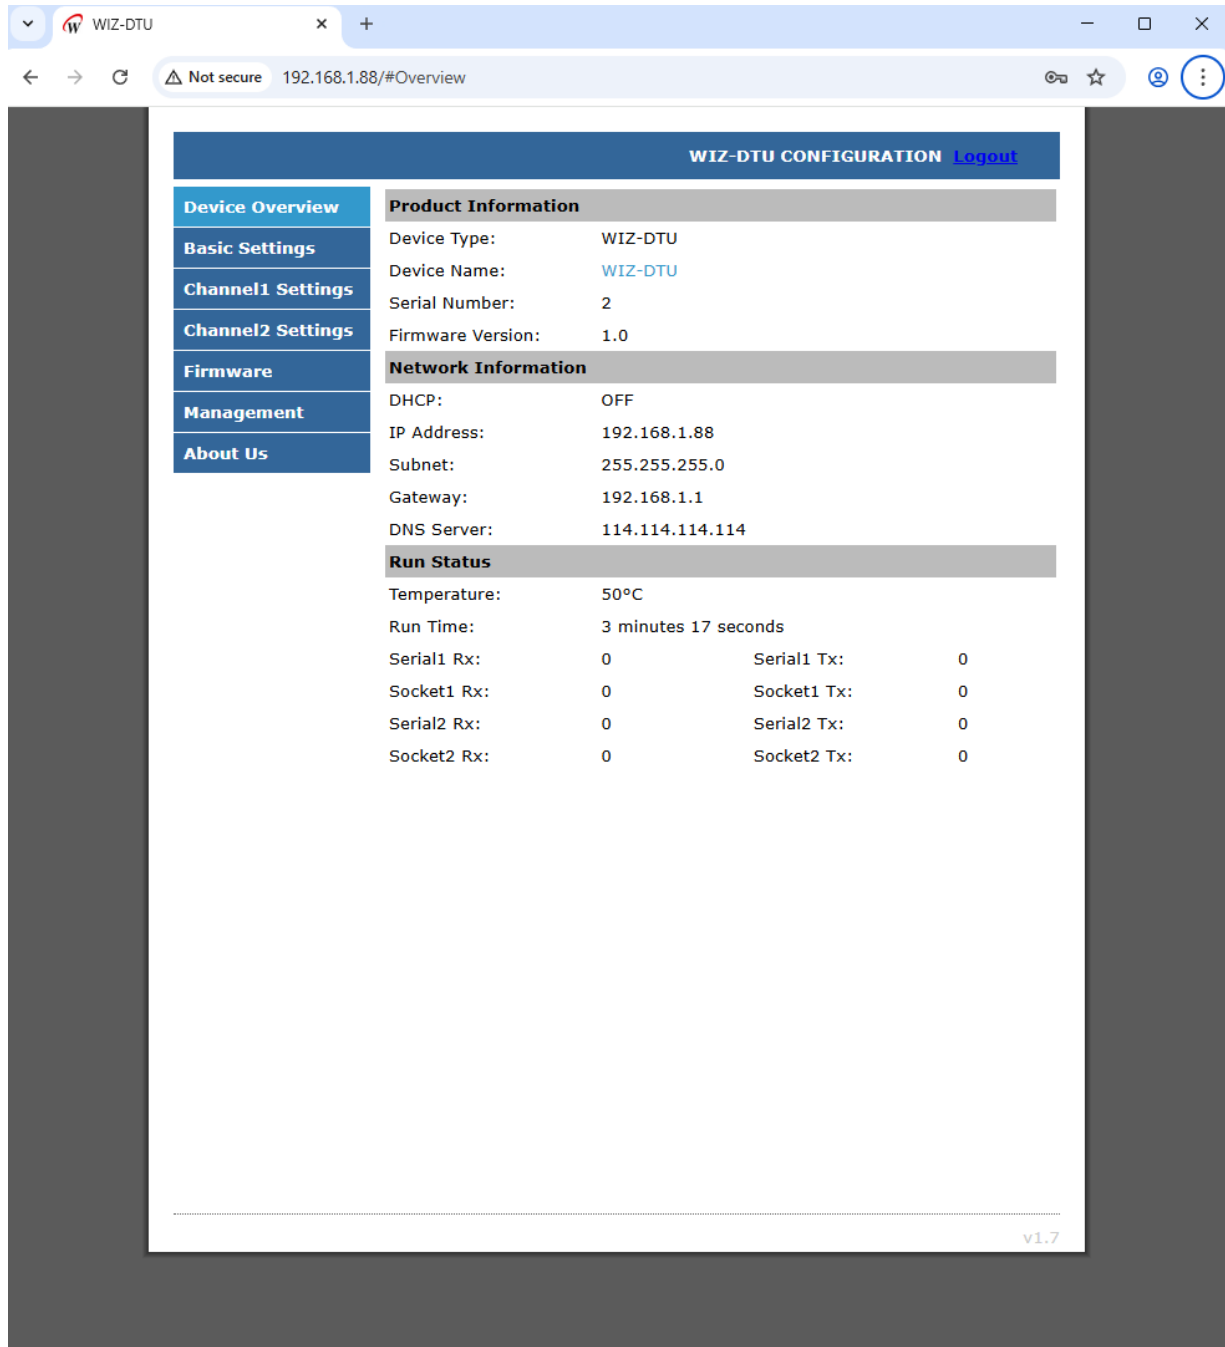 WIZ-DTU
Not secure 192.168.1.88/#Overview
WIZ-DTU CONFIGURATION Logout
Device Overview
Basic Settings
Channel1 Settings
Channel2 Settings
Firmware
Management
About Us
Product Information
Device Type: WIZ-DTU
Device Name: WIZ-DTU
Serial Number: 2
Firmware Version: 1.0
Network Information
DHCP: OFF
IP Address: 192.168.1.88
Subnet: 255.255.255.0
Gateway: 192.168.1.1
DNS Server: 114.114.114.114
Run Status
Temperature: 50°C
Run Time: 3 minutes 17 seconds
Serial1 Rx: 0 Serial1 Tx: 0
Socket1 Rx: 0 Socket1 Tx: 0
Serial2 Rx: 0 Serial2 Tx: 0
Socket2 Rx: 0 Socket2 Tx: 0
v1.7